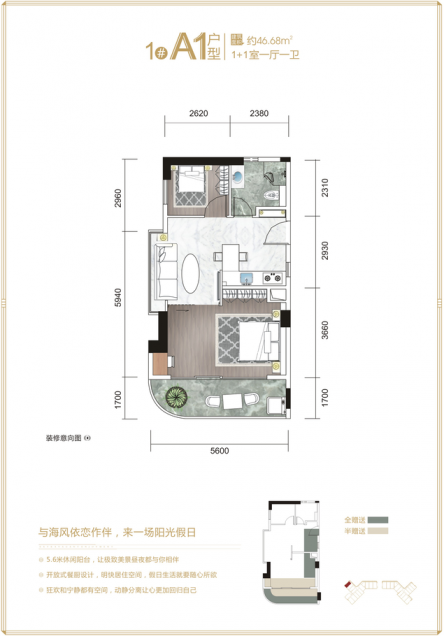 1# A1户型
约46.68m²
1+1室一厅一卫
2620
2380
2960
5940
1700
2310
2930
3660
1700
5600
装修意向图
与海风依恋作伴，来一场阳光假日
5.6米休闲阳台，让极致美景昼夜都与你相伴
开放式餐厨设计，明快居住空间，假日生活就要随心所欲
狂欢和宁静都有空间，动静分离让心更加回归自己
全赠送
半赠送